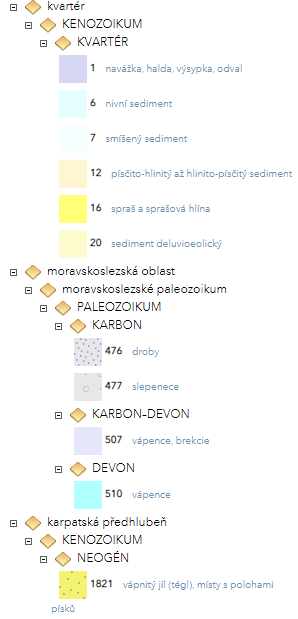 kvartér
KENOZOIKUM
KVARTÉR
1 navážka, halda, výsypka, odval
6 nivní sediment
7 smíšený sediment
12 písčito-hlinitý až hlinito-písčitý sediment
16 spraš a sprašová hlína
20 sediment deluvioeolický
moravskoslezská oblast
moravskoslezské paleozoikum
PALEOZOIKUM
KARBON
476 droby
477 slepenece
KARBON–DEVON
507 vápence, brekcie
DEVON
510 vápence
karpatská předhlubeň
KENOZOIKUM
NEOGÉN
1821 vápnitý jíl (tégl), místy s polohami
písků